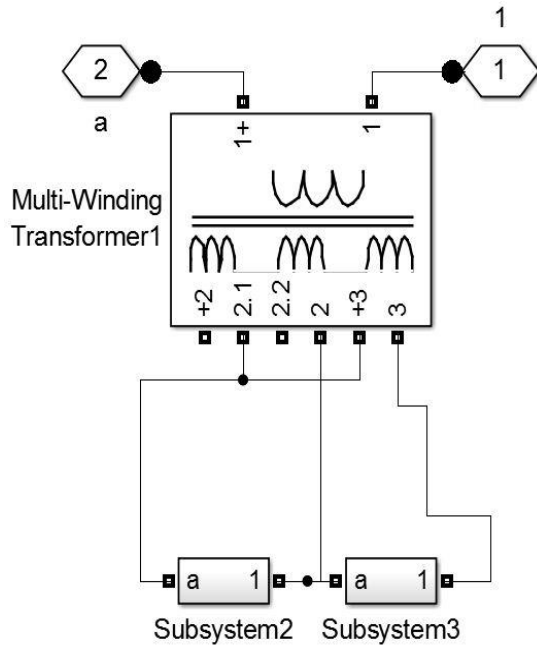 1
2
1
a
1+
1
Multi-Winding
Transformer1
+2
2.1
2.2
2
+3
3
a 1
a 1
Subsystem2
Subsystem3